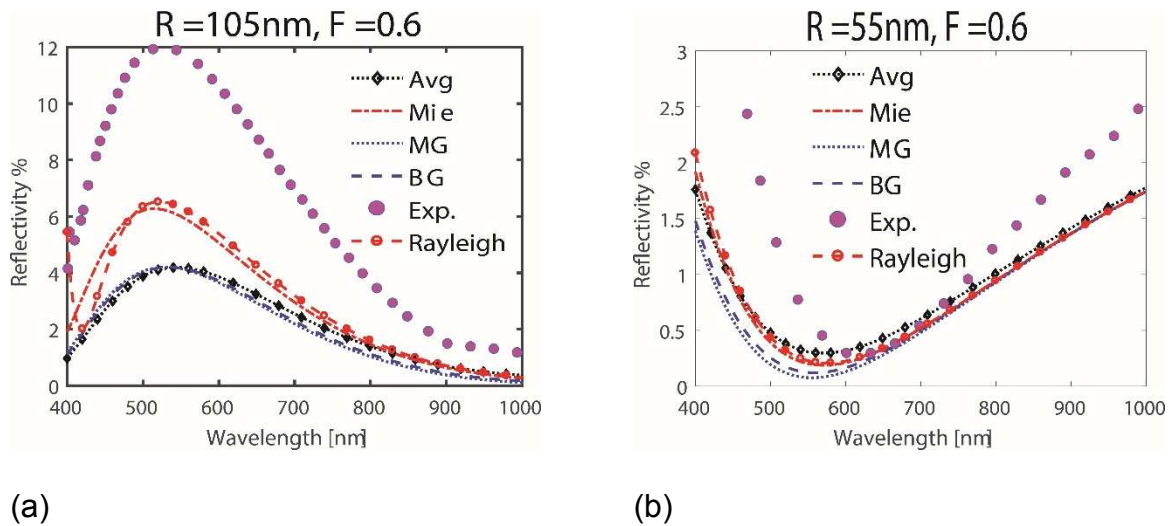 R =105nm, F =0.6
12
10
8
6
4
2
0
Reflectivity %
Avg
Mie
MG
BG
Exp.
Rayleigh
400 500 600 700 800 900 1000
Wavelength [nm]
(a)
R =55nm, F =0.6
3
2.5
2
1.5
1
0.5
0
Reflectivity %
Avg
Mie
MG
BG
Exp.
Rayleigh
400 500 600 700 800 900 1000
Wavelength [nm]
(b)